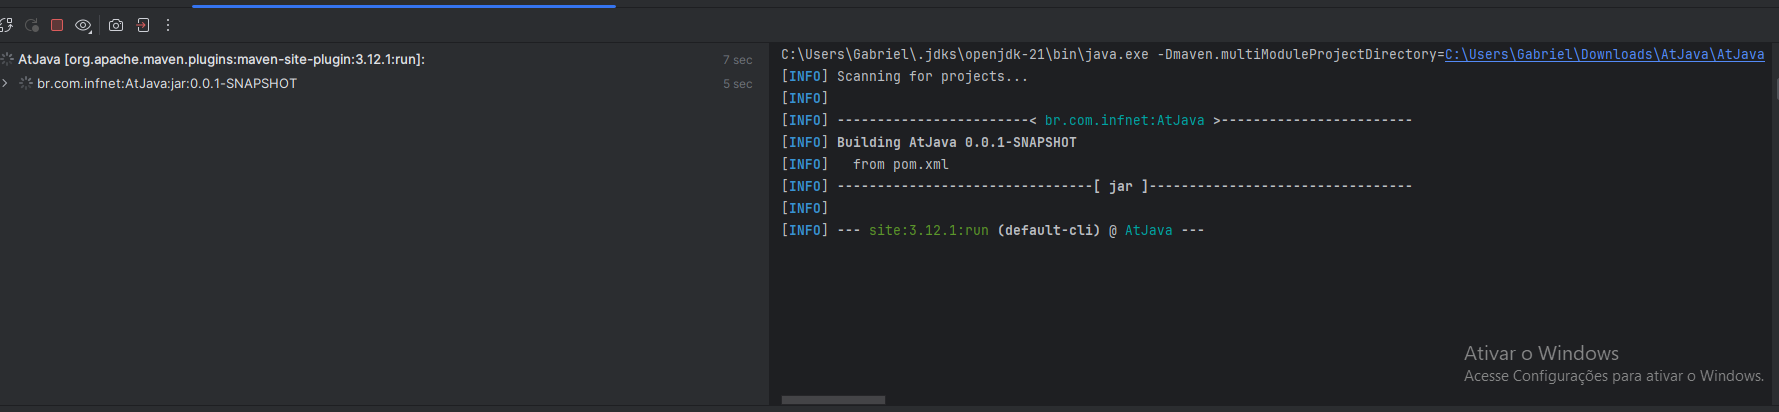 AtJava [org.apache.maven.plugins:maven-site-plugin:3.12.1:run]: 7 sec
br.com.infnet:AtJava:jar:0.0.1-SNAPSHOT 5 sec
C:\Users\Gabriel\.jdks\openjdk-21\bin\java.exe -Dmaven.multiModuleProjectDirectory=C:\Users\Gabriel\Downloads\AtJava\AtJava
[INFO] Scanning for projects...
[INFO]
[INFO] ------------------------< br.com.infnet:AtJava >------------------------
[INFO] Building AtJava 0.0.1-SNAPSHOT
[INFO]   from pom.xml
[INFO] --------------------------------[ jar ]---------------------------------
[INFO]
[INFO] --- site:3.12.1:run (default-cli) @ AtJava ---
Ativar o Windows
Acesse Configurações para ativar o Windows.